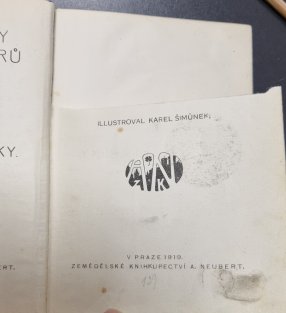 Y
RŮ
KY.
ERT.
ILLUSTROVAL KAREL ŠIMŮNEK.
V PRAZE 1919.
ZEMĚDĚLSKÉ KNIHKUPECTVÍ A. NEUBERT.